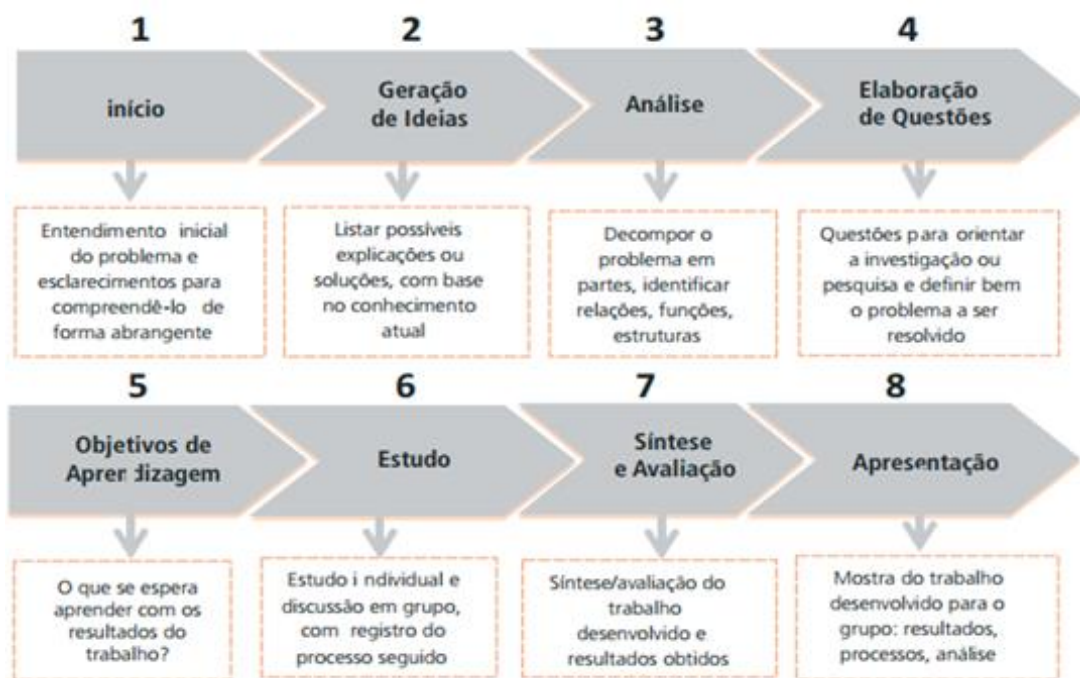 1
2
3
4
início
Geração
de Ideias
Análise
Elaboração
de Questões
Entendimento inicial
do problema e
esclarecimentos para
compreendê-lo de
forma abrangente
Listar possíveis
explicações ou
soluções, com base
no conhecimento
atual
Decompor o
problema em
partes, identificar
relações, funções,
estruturas
Questões para orientar
a investigação ou
pesquisa e definir bem
o problema a ser
resolvido
5
6
7
8
Objetivos de
Aprendizagem
Estudo
Síntese
e Avaliação
Apresentação
O que se espera
aprender com os
resultados do
trabalho?
Estudo i ndividual e
discussão em grupo,
com registro do
processo seguido
Síntese/avaliação do
trabalho
desenvolvido e
resultados obtidos
Mostra do trabalho
desenvolvido para o
grupo: resultados,
processos, análise